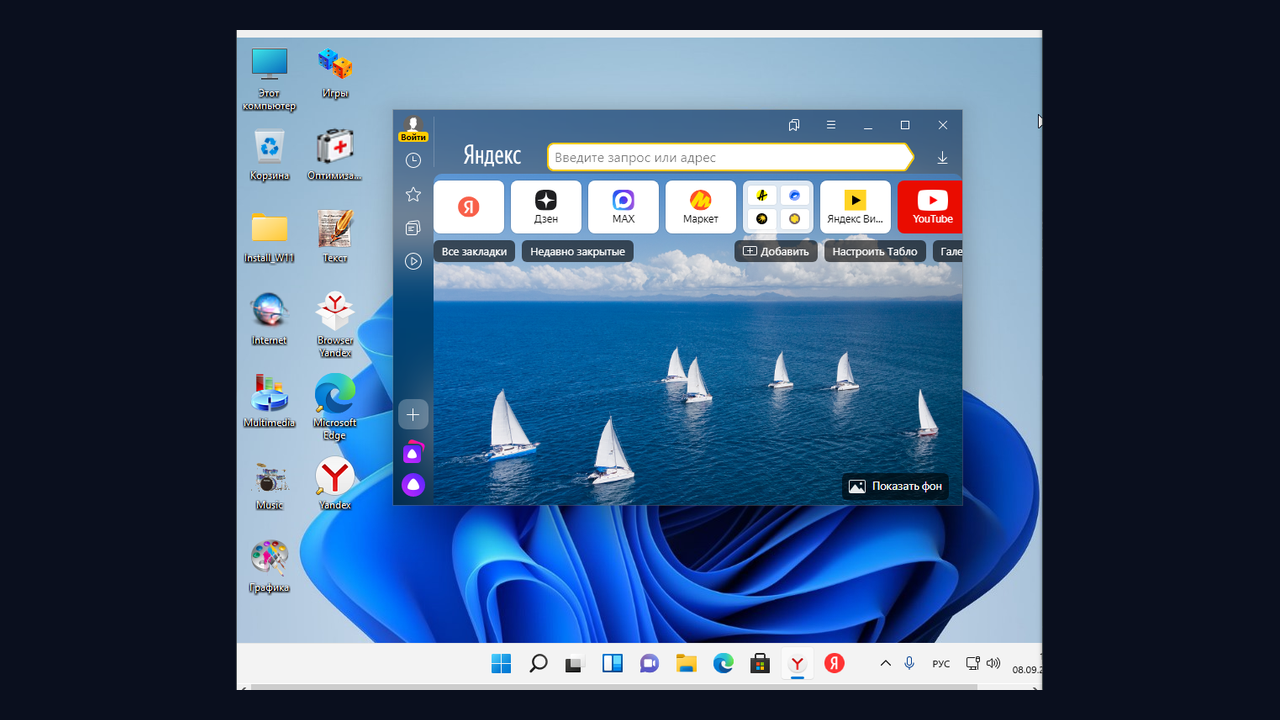 Этот
компьютер
Игры
Корзина
Оптимиза...
Install_W11
Текст
Internet
Browser
Yandex
Multimedia
Microsoft
Edge
Music
Yandex
Графика
Войти
Яндекс
Введите запрос или адрес
Я
Дзен
MAX
Маркет
Яндекс Ви...
YouTube
Все закладки
Недавно закрытые
Добавить
Настроить Табло
Гале
Показать фон
Я
РУС
08.09.2